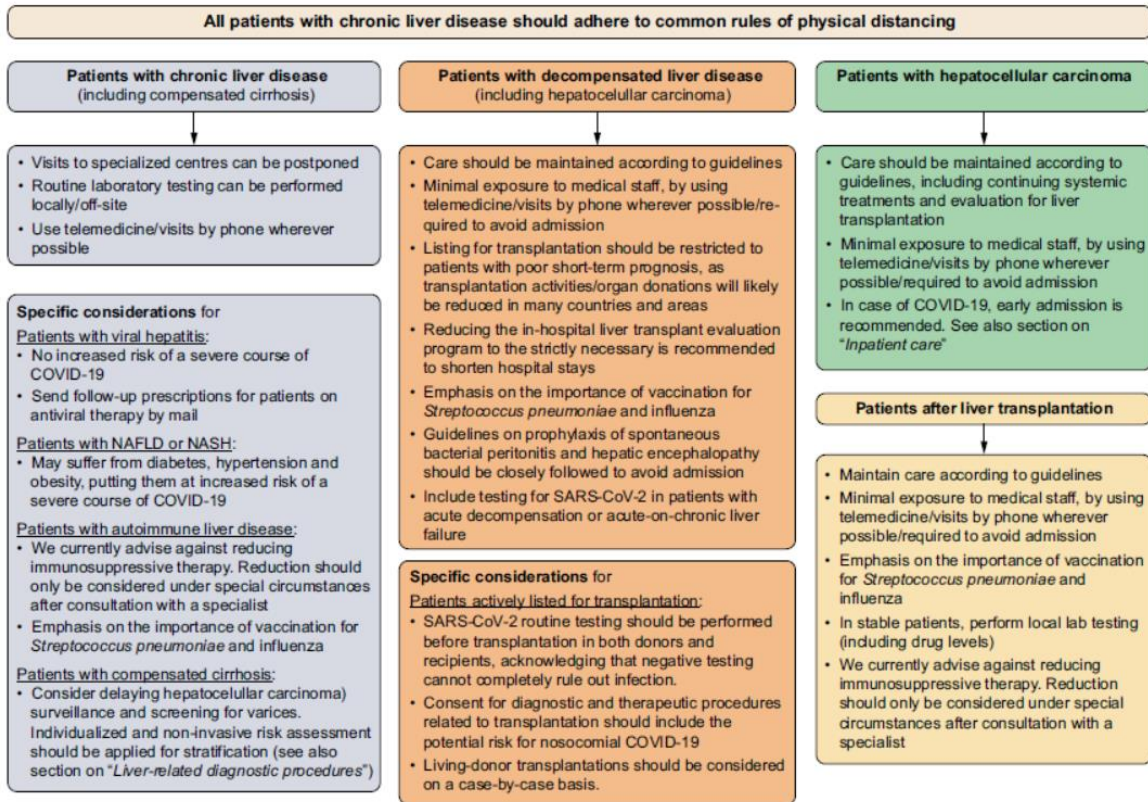 All patients with chronic liver disease should adhere to common rules of physical distancing
Patients with chronic liver disease
(including compensated cirrhosis)
• Visits to specialized centres can be postponed
• Routine laboratory testing can be performed
locally/off-site
• Use telemedicine/visits by phone wherever
possible
Specific considerations for
Patients with viral hepatitis:
• No increased risk of a severe course of
COVID-19
• Send follow-up prescriptions for patients on
antiviral therapy by mail
Patients with NAFLD or NASH:
• May suffer from diabetes, hypertension and
obesity, putting them at increased risk of a
severe course of COVID-19
Patients with autoimmune liver disease:
• We currently advise against reducing
immunosuppressive therapy. Reduction should
only be considered under special circumstances
after consultation with a specialist
• Emphasis on the importance of vaccination for
Streptococcus pneumoniae and influenza
Patients with compensated cirrhosis:
• Consider delaying hepatocelullar carcinoma)
surveillance and screening for varices.
Individualized and non-invasive risk assessment
should be applied for stratification (see also
section on “Liver-related diagnostic procedures”)
Patients with decompensated liver disease
(including hepatocelullar carcinoma)
• Care should be maintained according to guidelines
• Minimal exposure to medical staff, by using
telemedicine/visits by phone wherever possible/re-
quired to avoid admission
• Listing for transplantation should be restricted to
patients with poor short-term prognosis, as
transplantation activities/organ donations will likely
be reduced in many countries and areas
• Reducing the in-hospital liver transplant evaluation
program to the strictly necessary is recommended
to shorten hospital stays
• Emphasis on the importance of vaccination for
Streptococcus pneumoniae and influenza
• Guidelines on prophylaxis of spontaneous
bacterial peritonitis and hepatic encephalopathy
should be closely followed to avoid admission
• Include testing for SARS-CoV-2 in patients with
acute decompensation or acute-on-chronic liver
failure
Specific considerations for
Patients actively listed for transplantation:
• SARS-CoV-2 routine testing should be performed
before transplantation in both donors and
recipients, acknowledging that negative testing
cannot completely rule out infection.
• Consent for diagnostic and therapeutic procedures
related to transplantation should include the
potential risk for nosocomial COVID-19
• Living-donor transplantations should be considered
on a case-by-case basis.
Patients with hepatocellular carcinoma
• Care should be maintained according to
guidelines, including continuing systemic
treatments and evaluation for liver
transplantation
• Minimal exposure to medical staff, by using
telemedicine/visits by phone wherever
possible/required to avoid admission
• In case of COVID-19, early admission is
recommended. See also section on
“Inpatient care”
Patients after liver transplantation
• Maintain care according to guidelines
• Minimal exposure to medical staff, by using
telemedicine/visits by phone wherever
possible/required to avoid admission
• Emphasis on the importance of vaccination
for Streptococcus pneumoniae and
influenza
• In stable patients, perform local lab testing
(including drug levels)
• We currently advise against reducing
immunosuppressive therapy. Reduction
should only be considered under special
circumstances after consultation with a
specialist